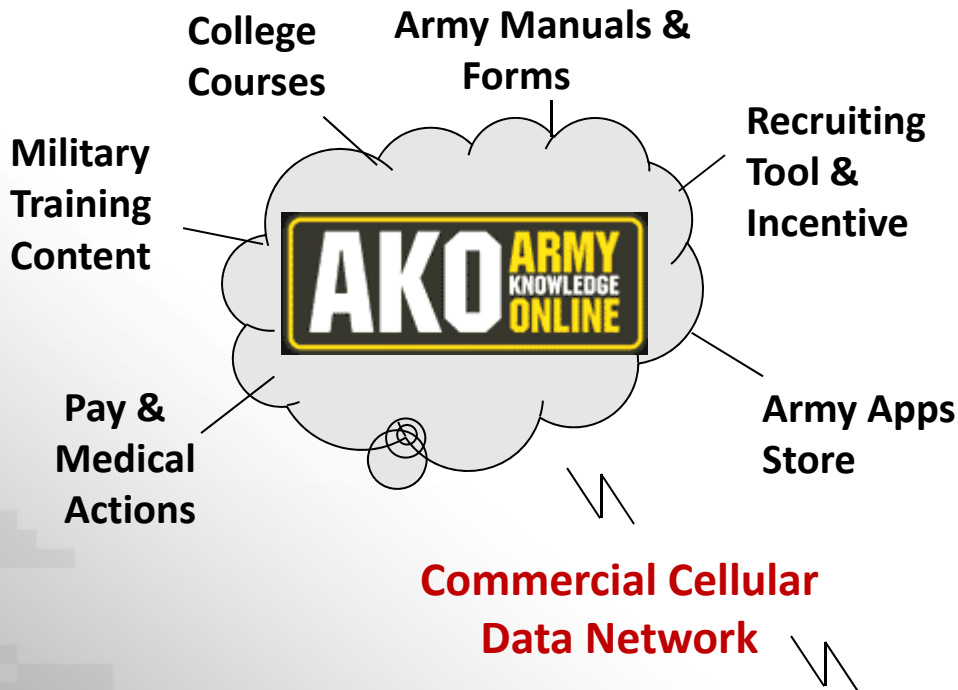 College
Courses
Army Manuals &
Forms
Recruiting
Tool &
Incentive
Military
Training
Content
AKO ARMY
KNOWLEDGE
ONLINE
Pay &
Medical
Actions
Army Apps
Store
Commercial Cellular
Data Network